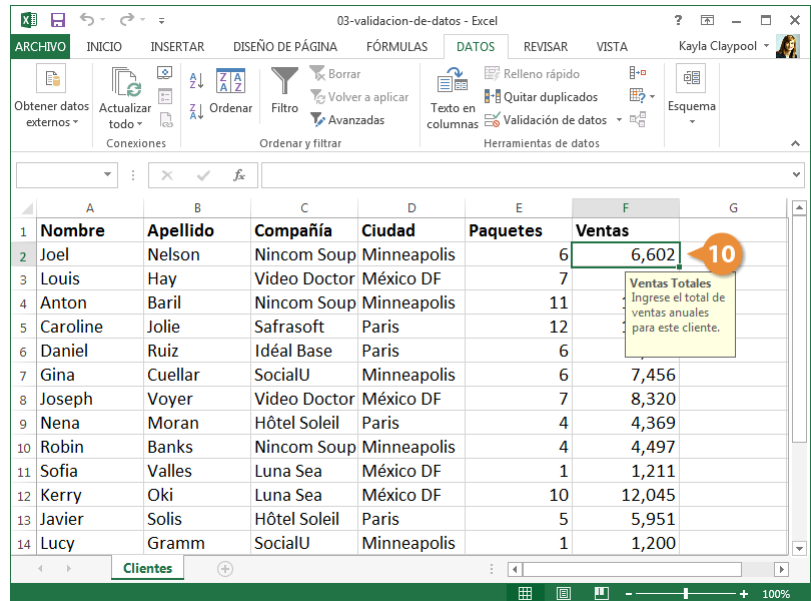 03-validacion-de-datos - Excel
?
ARCHIVO INICIO INSERTAR DISEÑO DE PÁGINA FÓRMULAS DATOS REVISAR VISTA Kayla Claypool
Obtener datos externos
Actualizar todo
Conexiones
Ordenar
Filtro
Borrar
Volver a aplicar
Avanzadas
Ordenar y filtrar
Texto en columnas
Relleno rápido
Quitar duplicados
Validación de datos
Herramientas de datos
Esquema
fx
A B C D E F G
1 Nombre Apellido Compañía Ciudad Paquetes Ventas
2 Joel Nelson Nincom Soup Minneapolis 6 6,602
10
3 Louis Hay Video Doctor México DF 7
Ventas Totales
Ingrese el total de
ventas anuales
para este cliente.
4 Anton Baril Nincom Soup Minneapolis 11
5 Caroline Jolie Safrasoft Paris 12
6 Daniel Ruiz Idéal Base Paris 6
7 Gina Cuellar SocialU Minneapolis 6 7,456
8 Joseph Voyer Video Doctor México DF 7 8,320
9 Nena Moran Hôtel Soleil Paris 4 4,369
10 Robin Banks Nincom Soup Minneapolis 4 4,497
11 Sofia Valles Luna Sea México DF 1 1,211
12 Kerry Oki Luna Sea México DF 10 12,045
13 Javier Solis Hôtel Soleil Paris 5 5,951
14 Lucy Gramm SocialU Minneapolis 1 1,200
Clientes
100%